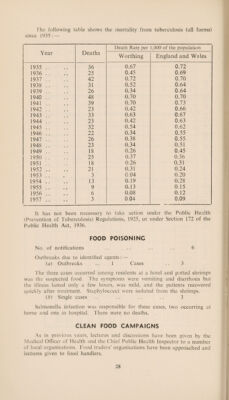 The following table shows the mortality from tuberculosis (all forms)
since 1935:—
Year Deaths Death Rate per 1,000 of the population
Worthing England and Wales
1935 .. .. 36 0.67 0.72
1936 .. .. 25 0.45 0.69
1937 .. .. 42 0.72 0.70
1938 .. .. 31 0.52 0.64
1939 .. .. 26 0.34 0.64
1940 .. .. 48 0.70 0.70
1941 .. .. 39 0.70 0.73
1942 .. .. 23 0.42 0.66
1943 .. .. 33 0.63 0.67
1944 .. .. 23 0.42 0.63
1945 .. .. 32 0.54 0.62
1946 .. .. 22 0.34 0.55
1947 .. .. 26 0.38 0.55
1948 .. .. 23 0.34 0.51
1949 .. .. 18 0.26 0.45
1950 .. .. 25 0.37 0.36
1951 .. .. 18 0.26 0.31
1952 .. .. 21 0.31 0.24
1953 .. .. 3 0.04 0.20
1954 .. .. 13 0.19 0.28
1955 .. .. 9 0.13 0.15
1956 .. .. 6 0.08 0.12
1957 .. .. 3 0.04 0.09
It has not been necessary to take action under the Public Health
(Prevention of Tuberculosis) Regulations, 1925, or under Section 172 of the
Public Health Act, 1936.
FOOD POISONING
No. of notifications .. .. .. .. 6
Outbreaks due to identified agents:—
(a) Outbreaks .. 1 Cases .. 3
The three cases occurred among residents at a hotel and potted shrimps
was the suspected food. The symptoms were vomiting and diarrhoea but
the illness lasted only a few hours, was mild, and the patients recovered
quickly after treatment. Staphylococci were isolated from the shrimps.
(b) Single cases .. .. .. 3
Salmonella infection was responsible for these cases, two occurring at
home and one in hospital. There were no deaths.
CLEAN FOOD CAMPAIGNS
As in previous years, lectures and discussions have been given by the
Medical Officer of Health and the Chief Public Health Inspector to a number
of local organisations. Food traders' organisations have been approached and
lectures given to food handlers.
28